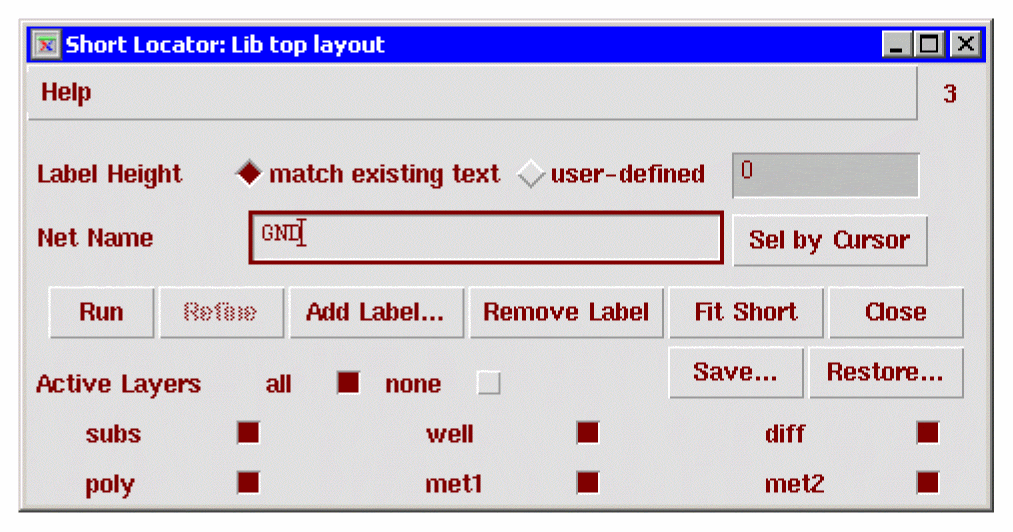 Short Locator: Lib top layout
Help 3
Label Height match existing text user-defined 0
Net Name GND Sel by Cursor
Run Refine Add Label... Remove Label Fit Short Close
Active Layers all none Save... Restore...
subs well diff
poly met1 met2